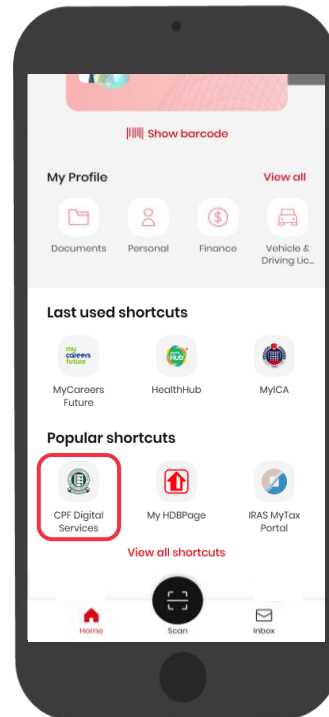 Show barcode
My Profile
View all
Documents
Personal
Finance
Vehicle &
Driving Lic...
Last used shortcuts
my
careers
future
Hub
MyCareers
Future
HealthHub
MyICA
Popular shortcuts
CPF Digital
Services
My HDBPage
IRAS MyTax
Portal
View all shortcuts
Home
Scan
Inbox